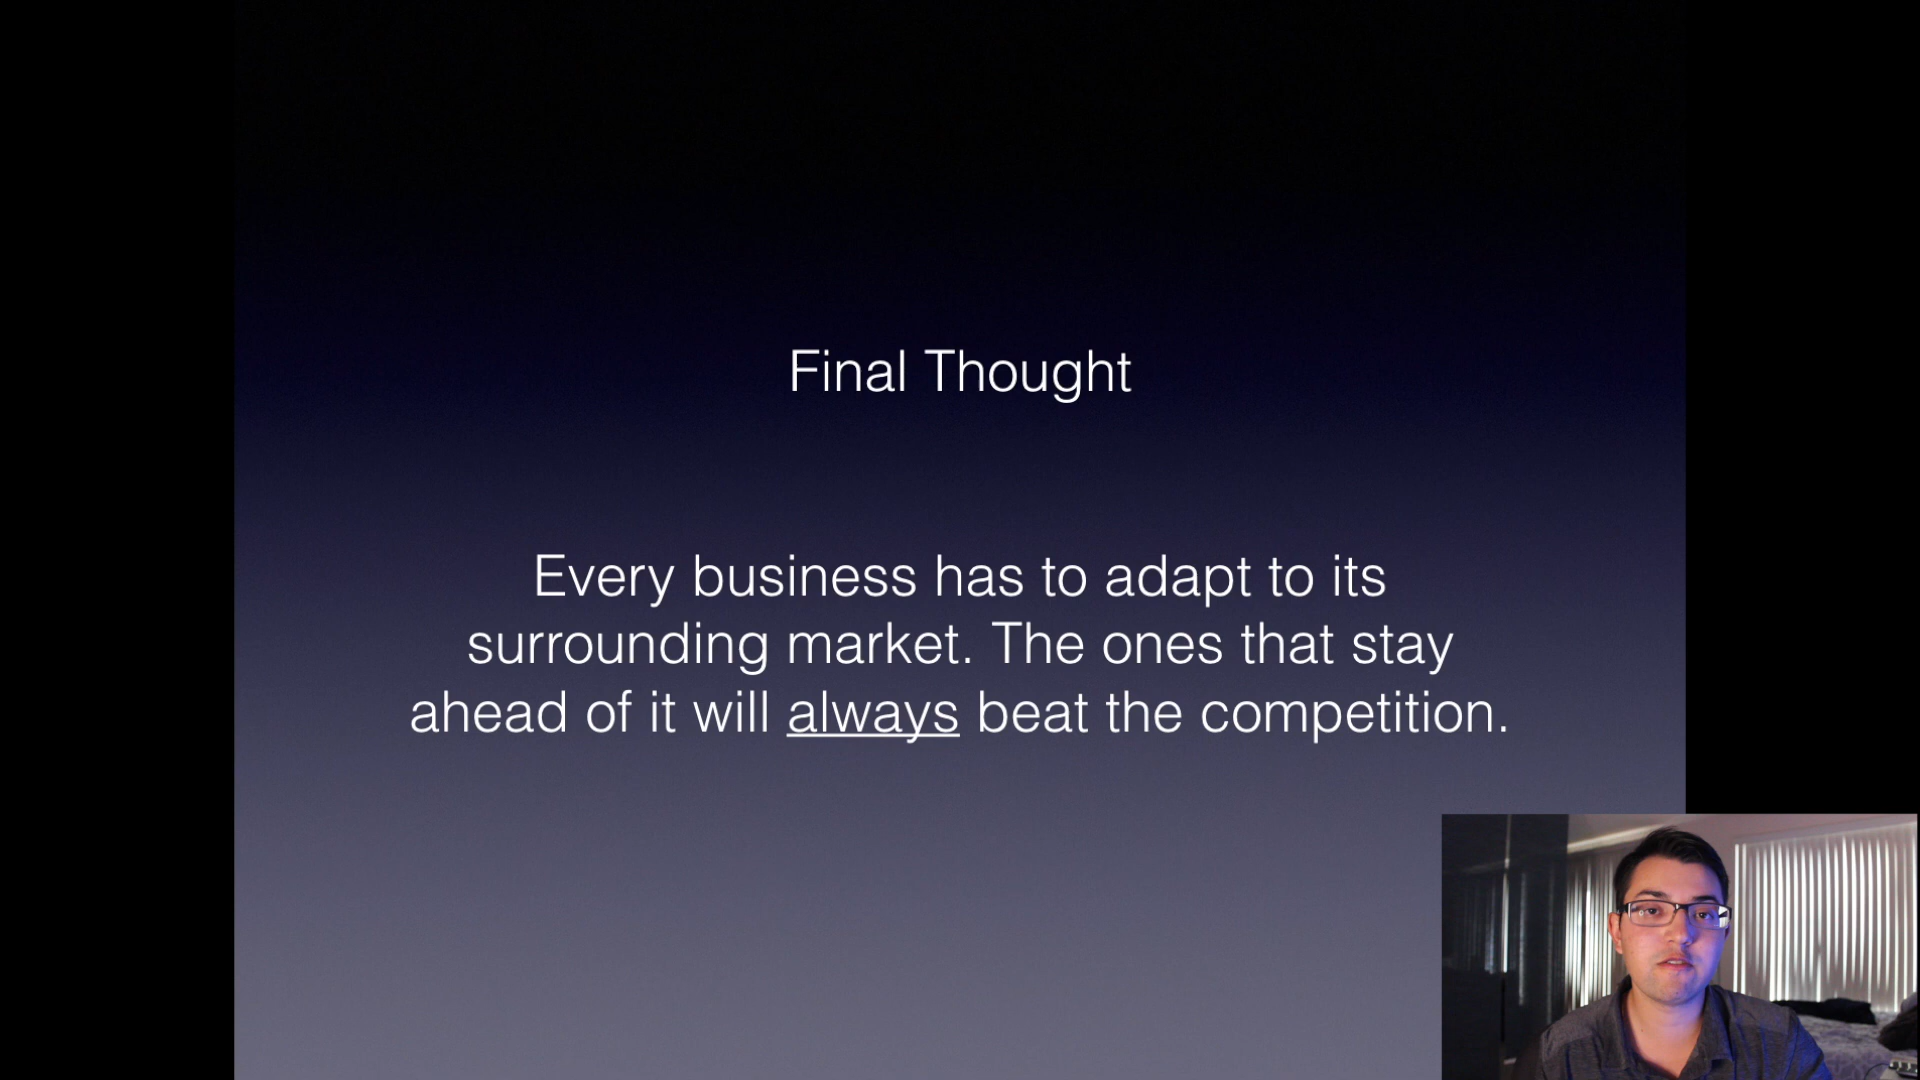 Final Thought
Every business has to adapt to its
surrounding market. The ones that stay
ahead of it will always beat the competition.